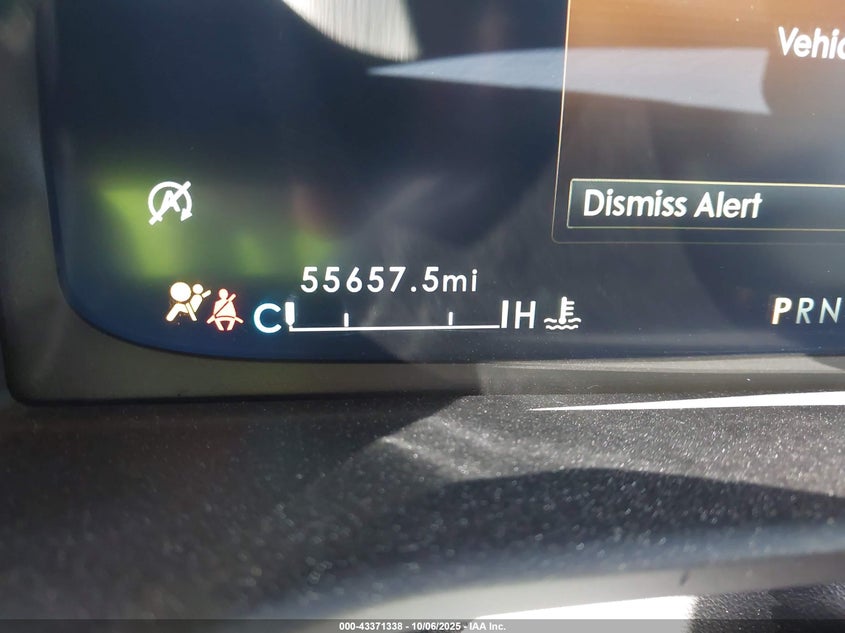 Vehic
Dismiss Alert
55657.5mi
C H
PRN
000-43371338 - 10/06/2025 - IAA Inc.